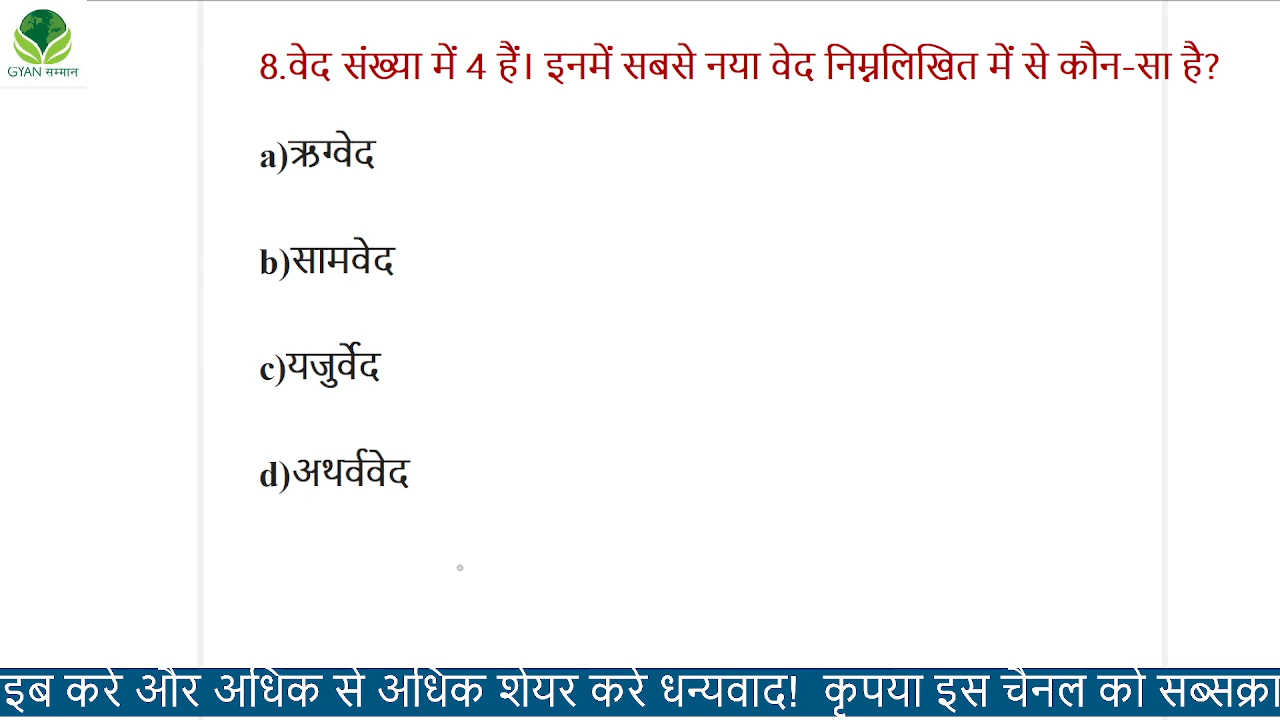 GYAN सम्मान
8.वेद संख्या में 4 हैं। इनमें सबसे नया वेद निम्नलिखित में से कौन-सा है?
a)ऋग्वेद
b)सामवेद
c)यजुर्वेद
d)अथर्ववेद
इब करे और अधिक से अधिक शेयर करे धन्यवाद! कृपया इस चैनल को सब्सक्रा